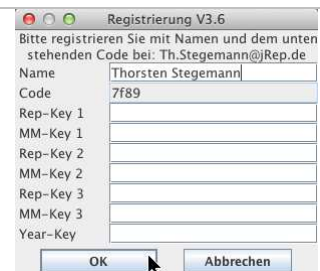 Registrierung V3.6
Bitte registrieren Sie mit Namen und dem unten
stehenden Code bei: Th.Stegemann@jRep.de
Name Thorsten Stegemann
Code 7f89
Rep-Key 1
MM-Key 1
Rep-Key 2
MM-Key 2
Rep-Key 3
MM-Key 3
Year-Key
OK Abbrechen